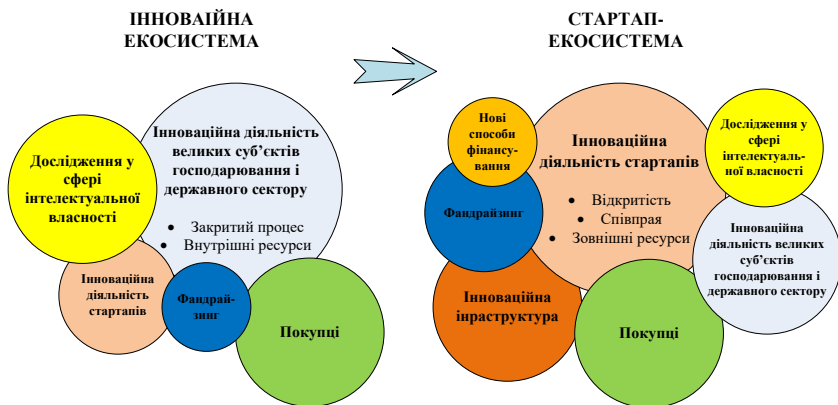 ІННОВАІЙНА
ЕКОСИСТЕМА
Інноваційна діяльність
великих суб’єктів
господарювання і
державного сектору
• Закритий процес
• Внутрішні ресурси
Дослідження у
сфері
інтелектуальної
власності
Інноваційна
діяльність
стартапів
Фандрай-
зинг
Покупці
СТАРТАП-
ЕКОСИСТЕМА
Нові
способи
фінансу-
вання
Інноваційна
діяльність стартапів
• Відкритість
• Співпрая
• Зовнішні ресурси
Дослідження у
сфері
інтелектуаль-
ної власності
Фандрайзинг
Інноваційна
діяльність великих
суб’єктів
господарювання і
державного сектору
Інноваційна
інраструктура
Покупці